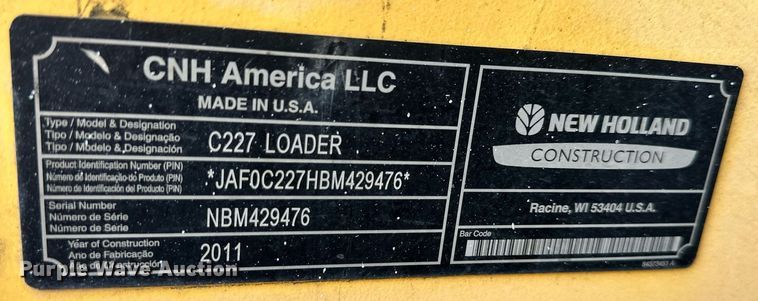 CNH America LLC
MADE IN U.S.A.
Type / Model & Designation
Tipo / Modelo & Designação
Tipo / Modelo & Designación
C227 LOADER
Product Identification Number (PIN)
Número de Identificação do Produto (PIN)
Número de Identificación del Producto (PIN)
*JAF0C227HBM429476*
Serial Number
Número de Série
Número de Serie
NBM429476
Year of Construction
Ano de Fabricação
2011
NEW HOLLAND
CONSTRUCTION
Racine, WI 53404 U.S.A.
Bar Code
Purple Wave Auction